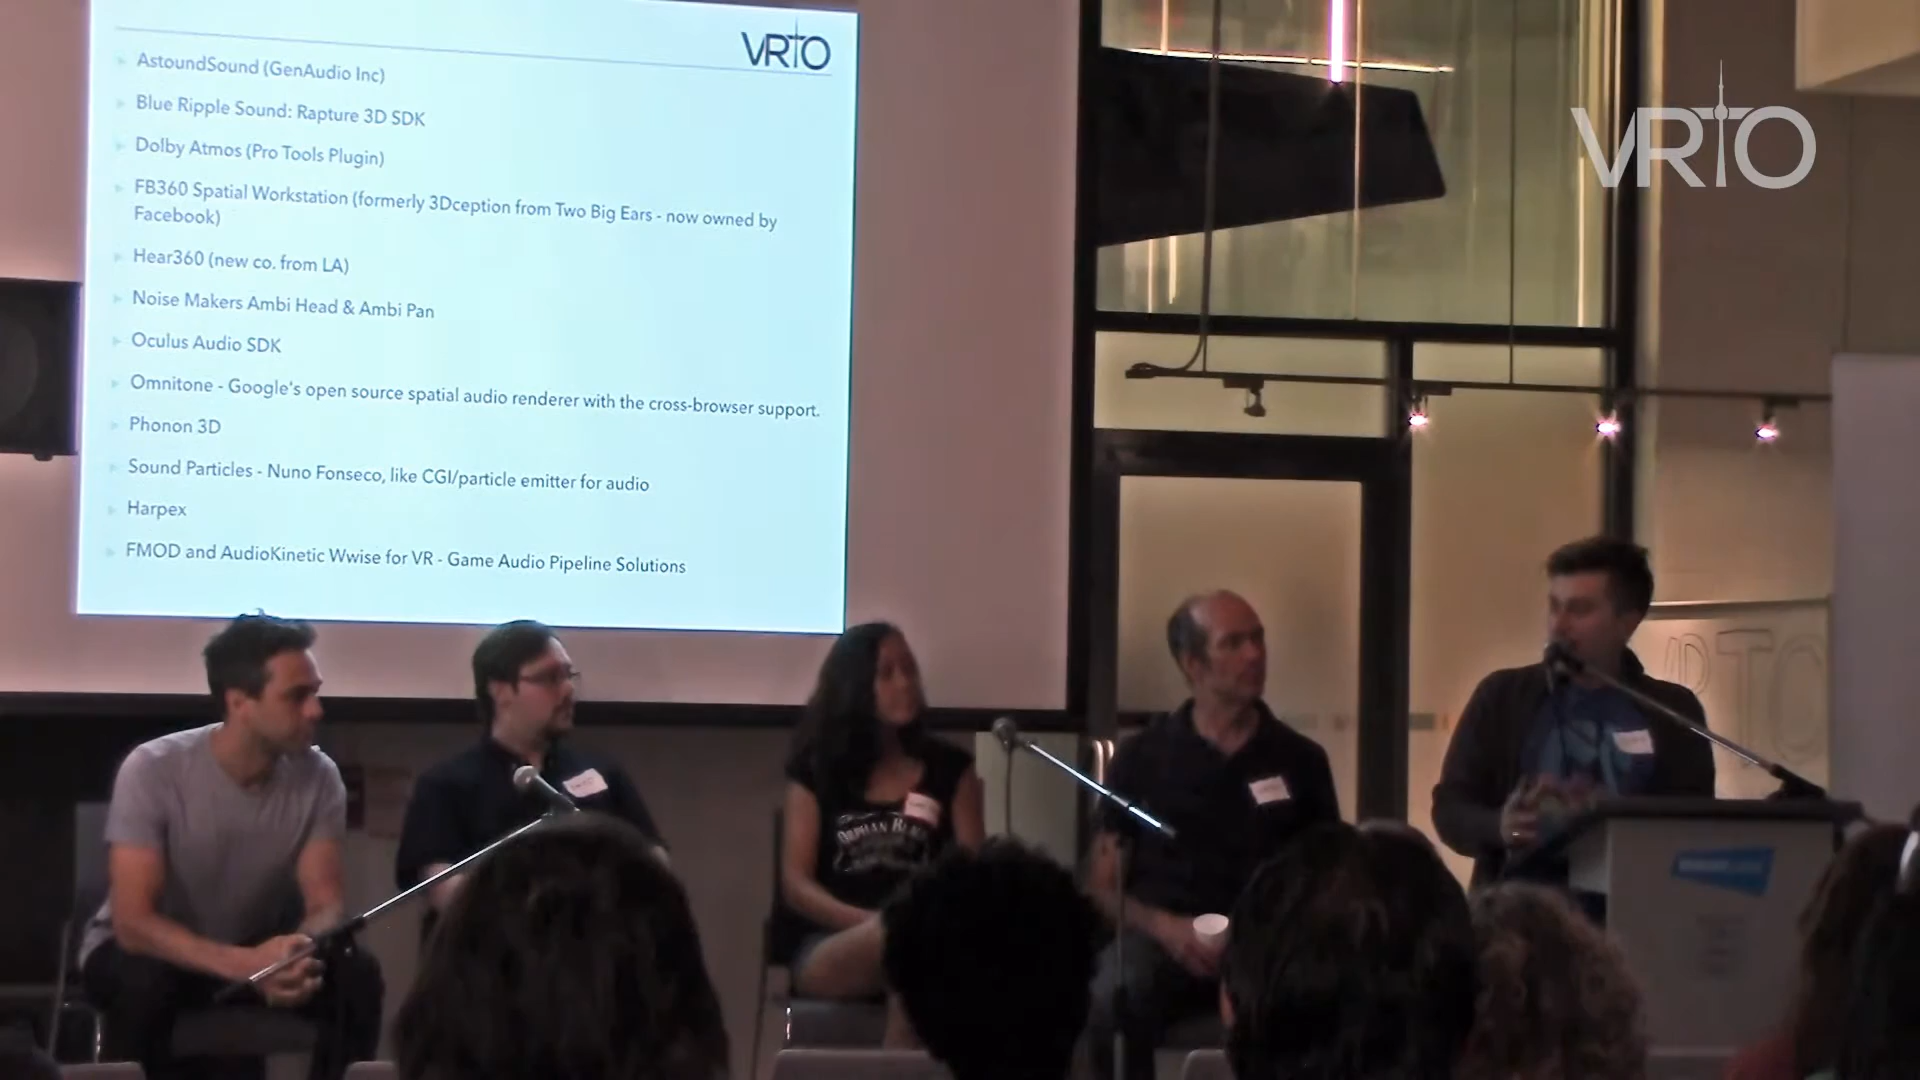 VRTO
AstoundSound (GenAudio Inc)
Blue Ripple Sound: Rapture 3D SDK
Dolby Atmos (Pro Tools Plugin)
FB360 Spatial Workstation (formerly 3Dception from Two Big Ears - now owned by
Facebook)
Hear360 (new co. from LA)
Noise Makers Ambi Head & Ambi Pan
Oculus Audio SDK
Omnitone - Google's open source spatial audio renderer with the cross-browser support.
Phonon 3D
Sound Particles - Nuno Fonseco, like CGI/particle emitter for audio
Harpex
FMOD and AudioKinetic Wwise for VR - Game Audio Pipeline Solutions
VRTO
VRTO